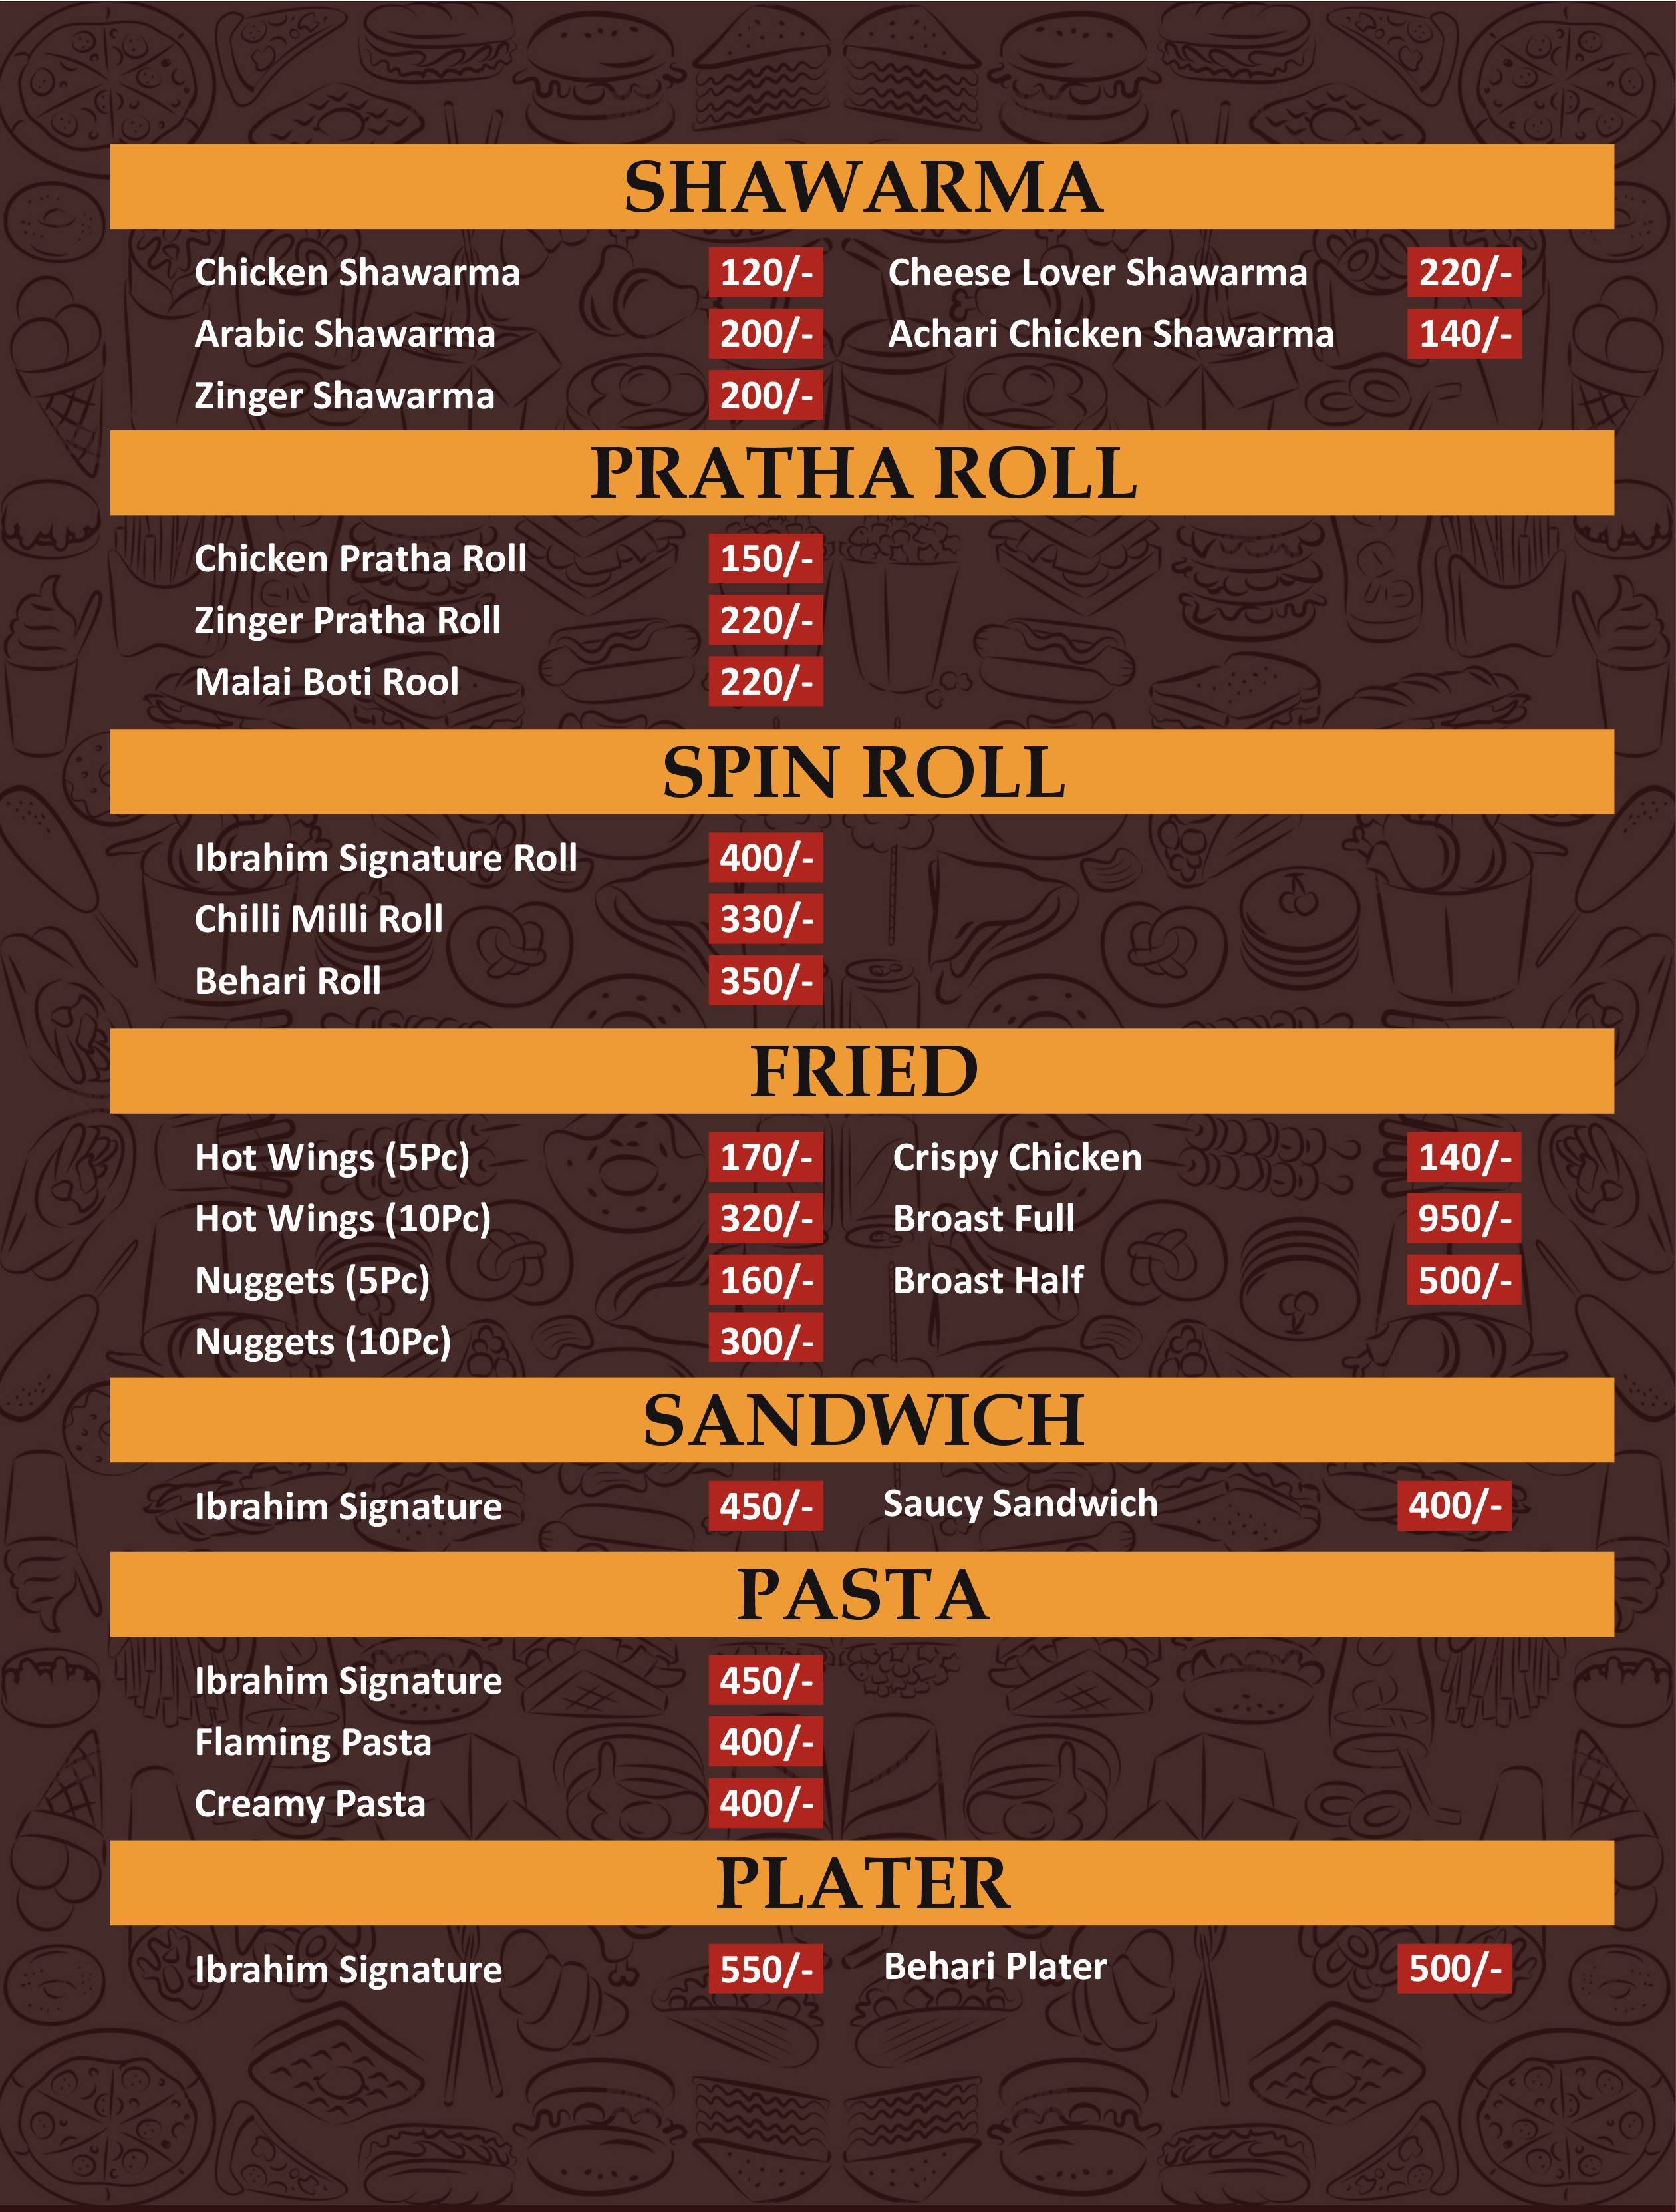 SHAWARMA
Chicken Shawarma 120/- Cheese Lover Shawarma 220/-
Arabic Shawarma 200/- Achari Chicken Shawarma 140/-
Zinger Shawarma 200/-
PRATHA ROLL
Chicken Pratha Roll 150/-
Zinger Pratha Roll 220/-
Malai Boti Rool 220/-
SPIN ROLL
Ibrahim Signature Roll 400/-
Chilli Milli Roll 330/-
Behari Roll 350/-
FRIED
Hot Wings (5Pc) 170/- Crispy Chicken 140/-
Hot Wings (10Pc) 320/- Broast Full 950/-
Nuggets (5Pc) 160/- Broast Half 500/-
Nuggets (10Pc) 300/-
SANDWICH
Ibrahim Signature 450/- Saucy Sandwich 400/-
PASTA
Ibrahim Signature 450/-
Flaming Pasta 400/-
Creamy Pasta 400/-
PLATER
Ibrahim Signature 550/- Behari Plater 500/-